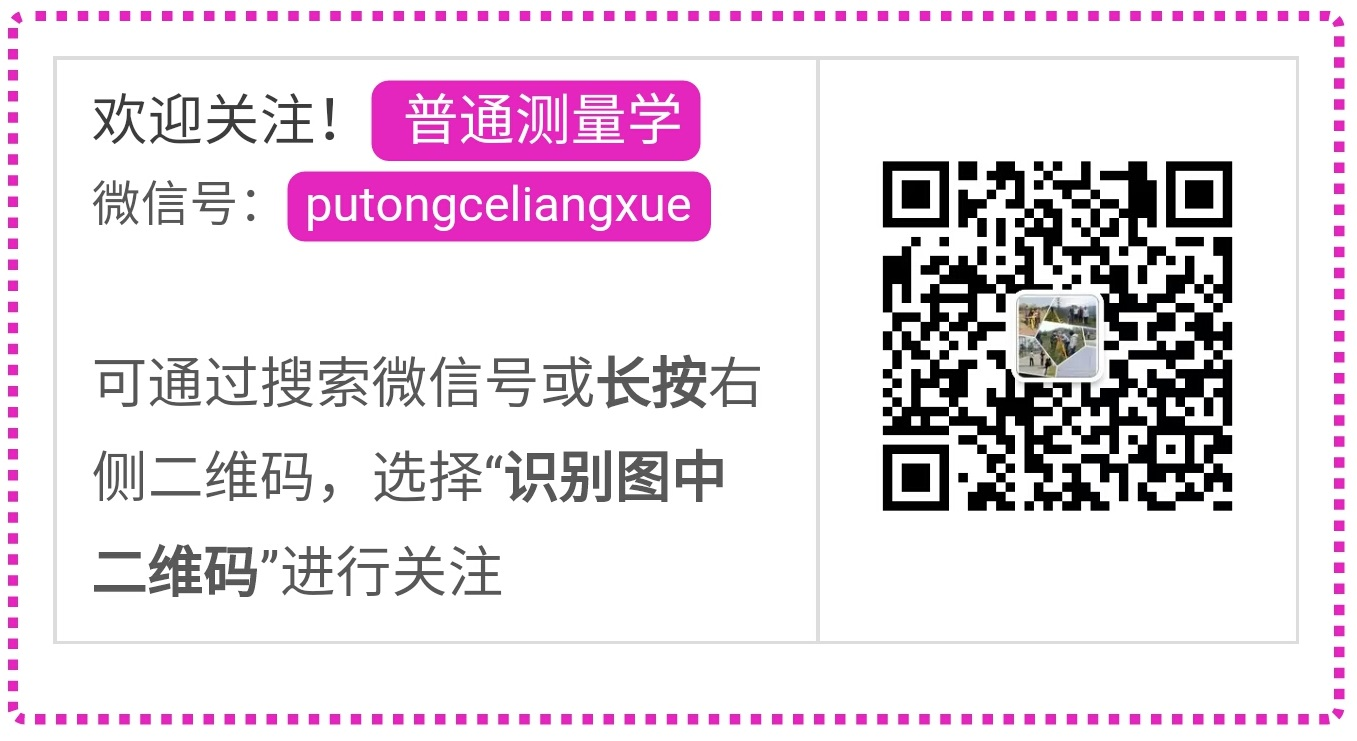 欢迎关注！ 普通测量学
微信号： putongceliangxue
可通过搜索微信号或长按右
侧二维码，选择“识别图中
二维码”进行关注